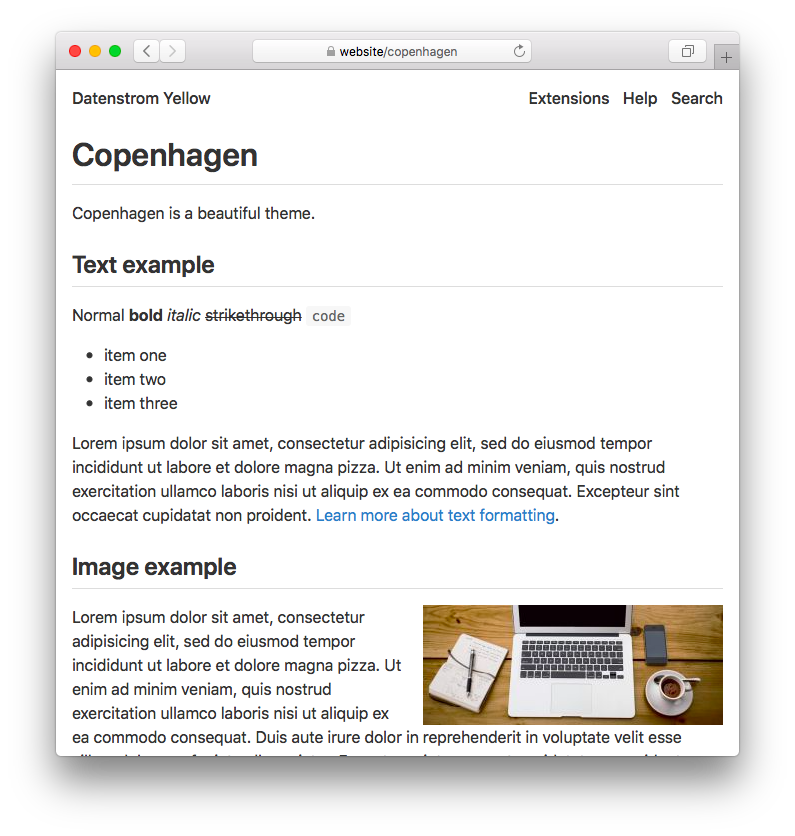 website/copenhagen
Datenstrom Yellow
Extensions Help Search
Copenhagen
Copenhagen is a beautiful theme.
Text example
Normal bold italic strikethrough code
item one
item two
item three
Lorem ipsum dolor sit amet, consectetur adipisicing elit, sed do eiusmod tempor
incididunt ut labore et dolore magna pizza. Ut enim ad minim veniam, quis nostrud
exercitation ullamco laboris nisi ut aliquip ex ea commodo consequat. Excepteur sint
occaecat cupidatat non proident. Learn more about text formatting.
Image example
Lorem ipsum dolor sit amet, consectetur
adipisicing elit, sed do eiusmod tempor
incididunt ut labore et dolore magna pizza. Ut
enim ad minim veniam, quis nostrud
exercitation ullamco laboris nisi ut aliquip ex
ea commodo consequat. Duis aute irure dolor in reprehenderit in voluptate velit esse